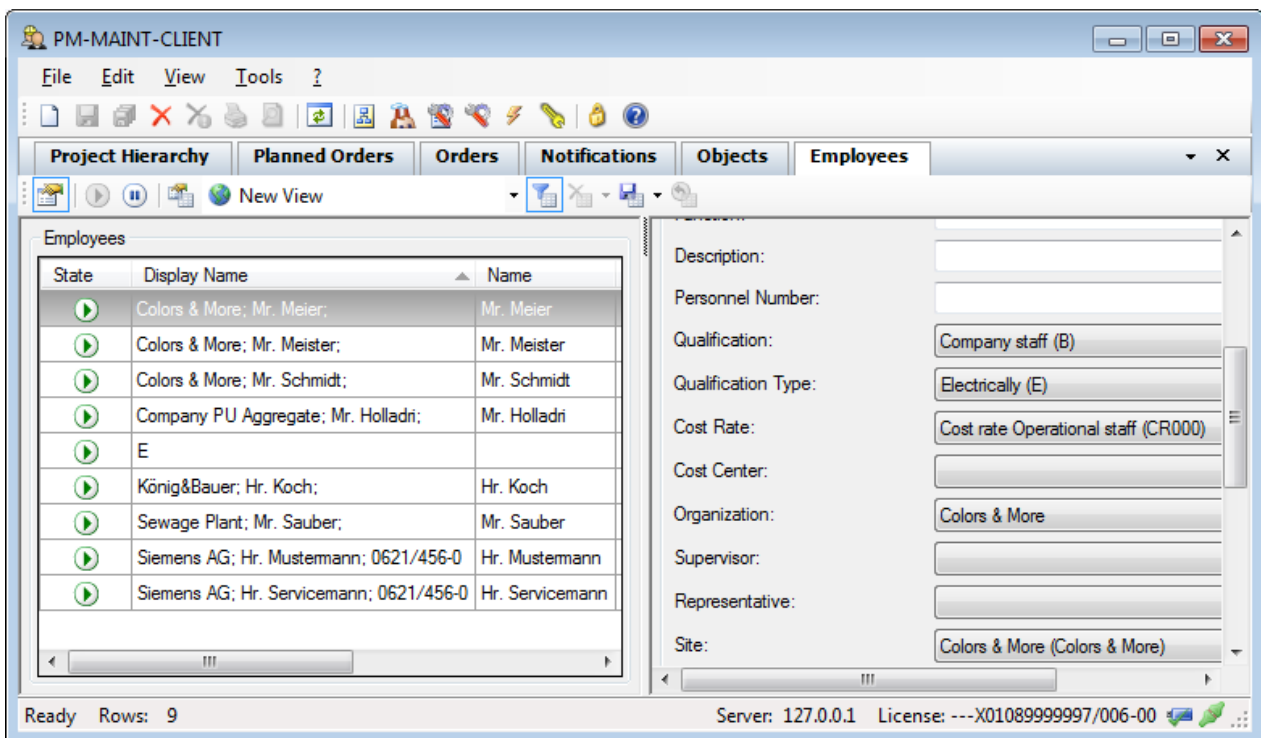 PM-MAINT-CLIENT
File Edit View Tools ?
Project Hierarchy Planned Orders Orders Notifications Objects Employees
New View
Employees
State Display Name Name
Colors & More; Mr. Meier; Mr. Meier
Colors & More; Mr. Meister; Mr. Meister
Colors & More; Mr. Schmidt; Mr. Schmidt
Company PU Aggregate; Mr. Holladri; Mr. Holladri
E
König&Bauer; Hr. Koch; Hr. Koch
Sewage Plant; Mr. Sauber; Mr. Sauber
Siemens AG; Hr. Mustermann; 0621/456-0 Hr. Mustermann
Siemens AG; Hr. Servicemann; 0621/456-0 Hr. Servicemann
Description:
Personnel Number:
Qualification: Company staff (B)
Qualification Type: Electrically (E)
Cost Rate: Cost rate Operational staff (CR000)
Cost Center:
Organization: Colors & More
Supervisor:
Representative:
Site: Colors & More (Colors & More)
Ready Rows: 9 Server: 127.0.0.1 License: ---X01089999997/006-00